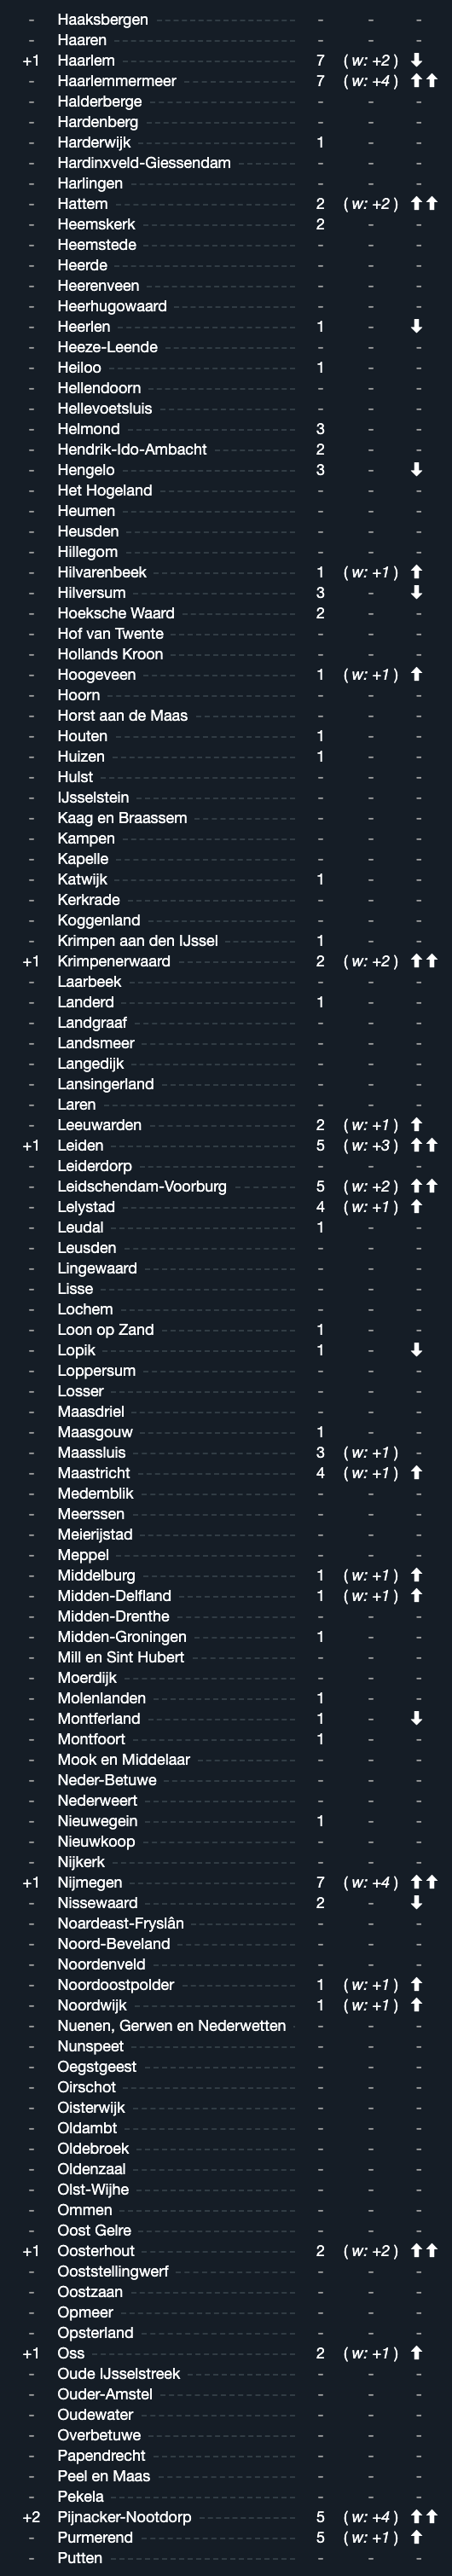 - Haaksbergen - - -
- Haaren - - -
+1 Haarlem 7 ( w: +2 ) ⬇
- Haarlemmermeer 7 ( w: +4 ) ⬆⬆
- Halderberge - - -
- Hardenberg - - -
- Harderwijk 1 - -
- Hardinxveld-Giessendam - - -
- Harlingen - - -
- Hattem 2 ( w: +2 ) ⬆⬆
- Heemskerk 2 - -
- Heemstede - - -
- Heerde - - -
- Heerenveen - - -
- Heerhugowaard - - -
- Heerlen 1 - ⬇
- Heeze-Leende - - -
- Heiloo 1 - -
- Hellendoorn - - -
- Hellevoetsluis - - -
- Helmond 3 - -
- Hendrik-Ido-Ambacht 2 - -
- Hengelo 3 - ⬇
- Het Hogeland - - -
- Heumen - - -
- Heusden - - -
- Hillegom - - -
- Hilvarenbeek 1 ( w: +1 ) ⬆
- Hilversum 3 - ⬇
- Hoeksche Waard 2 - -
- Hof van Twente - - -
- Hollands Kroon - - -
- Hoogeveen 1 ( w: +1 ) ⬆
- Hoorn - - -
- Horst aan de Maas - - -
- Houten 1 - -
- Huizen 1 - -
- Hulst - - -
- IJsselstein - - -
- Kaag en Braassem - - -
- Kampen - - -
- Kapelle - - -
- Katwijk 1 - -
- Kerkrade - - -
- Koggenland - - -
- Krimpen aan den IJssel 1 - -
+1 Krimpenerwaard 2 ( w: +2 ) ⬆⬆
- Laarbeek - - -
- Landerd 1 - -
- Landgraaf - - -
- Landsmeer - - -
- Langedijk - - -
- Lansingerland - - -
- Laren - - -
- Leeuwarden 2 ( w: +1 ) ⬆
+1 Leiden 5 ( w: +3 ) ⬆⬆
- Leiderdorp - - -
- Leidschendam-Voorburg 5 ( w: +2 ) ⬆⬆
- Lelystad 4 ( w: +1 ) ⬆
- Leudal 1 - -
- Leusden - - -
- Lingewaard - - -
- Lisse - - -
- Lochem - - -
- Loon op Zand 1 - -
- Lopik 1 - ⬇
- Loppersum - - -
- Losser - - -
- Maasdriel - - -
- Maasgouw 1 - -
- Maassluis 3 ( w: +1 ) -
- Maastricht 4 ( w: +1 ) ⬆
- Medemblik - - -
- Meerssen - - -
- Meierijstad - - -
- Meppel - - -
- Middelburg 1 ( w: +1 ) ⬆
- Midden-Delfland 1 ( w: +1 ) ⬆
- Midden-Drenthe - - -
- Midden-Groningen 1 - -
- Mill en Sint Hubert - - -
- Moerdijk - - -
- Molenlanden 1 - -
- Montferland 1 - ⬇
- Montfoort 1 - -
- Mook en Middelaar - - -
- Neder-Betuwe - - -
- Nederweert - - -
- Nieuwegein 1 - -
- Nieuwkoop - - -
- Nijkerk - - -
+1 Nijmegen 7 ( w: +4 ) ⬆⬆
- Nissewaard 2 - ⬇
- Noardeast-Fryslân - - -
- Noord-Beveland - - -
- Noordenveld - - -
- Noordoostpolder 1 ( w: +1 ) ⬆
- Noordwijk 1 ( w: +1 ) ⬆
- Nuenen, Gerwen en Nederwetten - - -
- Nunspeet - - -
- Oegstgeest - - -
- Oirschot - - -
- Oisterwijk - - -
- Oldambt - - -
- Oldebroek - - -
- Oldenzaal - - -
- Olst-Wijhe - - -
- Ommen - - -
- Oost Gelre - - -
+1 Oosterhout 2 ( w: +2 ) ⬆⬆
- Ooststellingwerf - - -
- Oostzaan - - -
- Opmeer - - -
- Opsterland - - -
+1 Oss 2 ( w: +1 ) ⬆
- Oude IJsselstreek - - -
- Ouder-Amstel - - -
- Oudewater - - -
- Overbetuwe - - -
- Papendrecht - - -
- Peel en Maas - - -
- Pekela - - -
+2 Pijnacker-Nootdorp 5 ( w: +4 ) ⬆⬆
- Purmerend 5 ( w: +1 ) ⬆
- Putten - - -